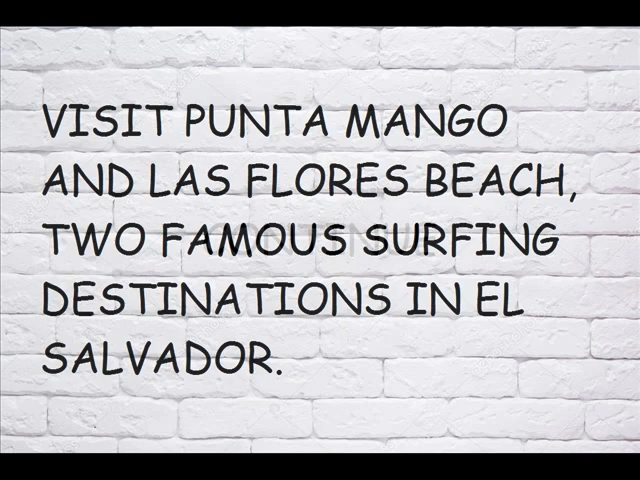 VISIT PUNTA MANGO
AND LAS FLORES BEACH,
TWO FAMOUS SURFING
DESTINATIONS IN EL
SALVADOR.